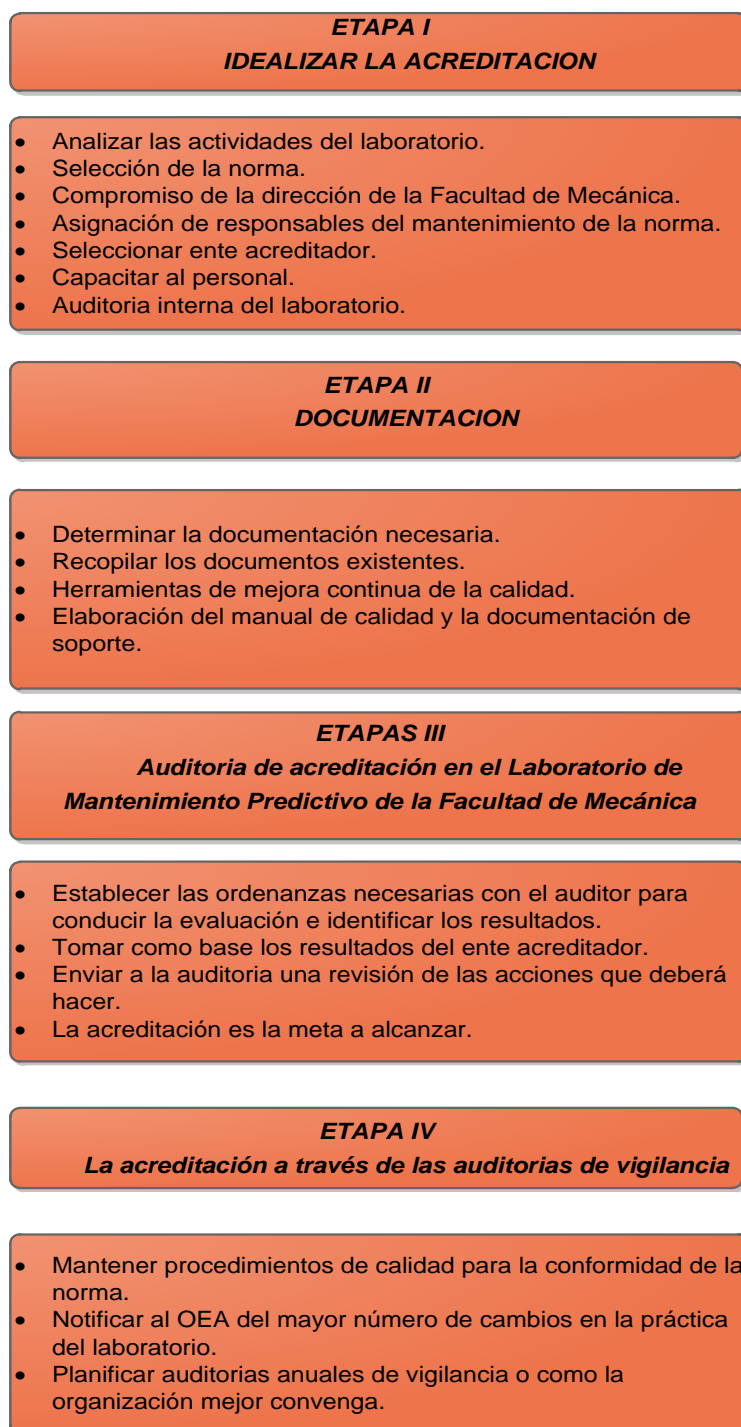 ETAPA I
IDEALIZAR LA ACREDITACION
• Analizar las actividades del laboratorio.
• Selección de la norma.
• Compromiso de la dirección de la Facultad de Mecánica.
• Asignación de responsables del mantenimiento de la norma.
• Seleccionar ente acreditador.
• Capacitar al personal.
• Auditoria interna del laboratorio.
ETAPA II
DOCUMENTACION
• Determinar la documentación necesaria.
• Recopilar los documentos existentes.
• Herramientas de mejora continua de la calidad.
• Elaboración del manual de calidad y la documentación de
soporte.
ETAPAS III
Auditoria de acreditación en el Laboratorio de
Mantenimiento Predictivo de la Facultad de Mecánica
• Establecer las ordenanzas necesarias con el auditor para
conducir la evaluación e identificar los resultados.
• Tomar como base los resultados del ente acreditador.
• Enviar a la auditoria una revisión de las acciones que deberá
hacer.
• La acreditación es la meta a alcanzar.
ETAPA IV
La acreditación a través de las auditorias de vigilancia
• Mantener procedimientos de calidad para la conformidad de la
norma.
• Notificar al OEA del mayor número de cambios en la práctica
del laboratorio.
• Planificar auditorias anuales de vigilancia o como la
organización mejor convenga.